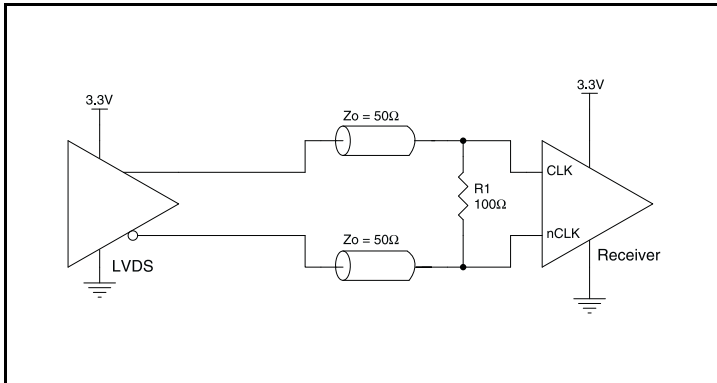 3.3V
LVDS
Zo = 50Ω
Zo = 50Ω
R1
100Ω
3.3V
CLK
nCLK
Receiver